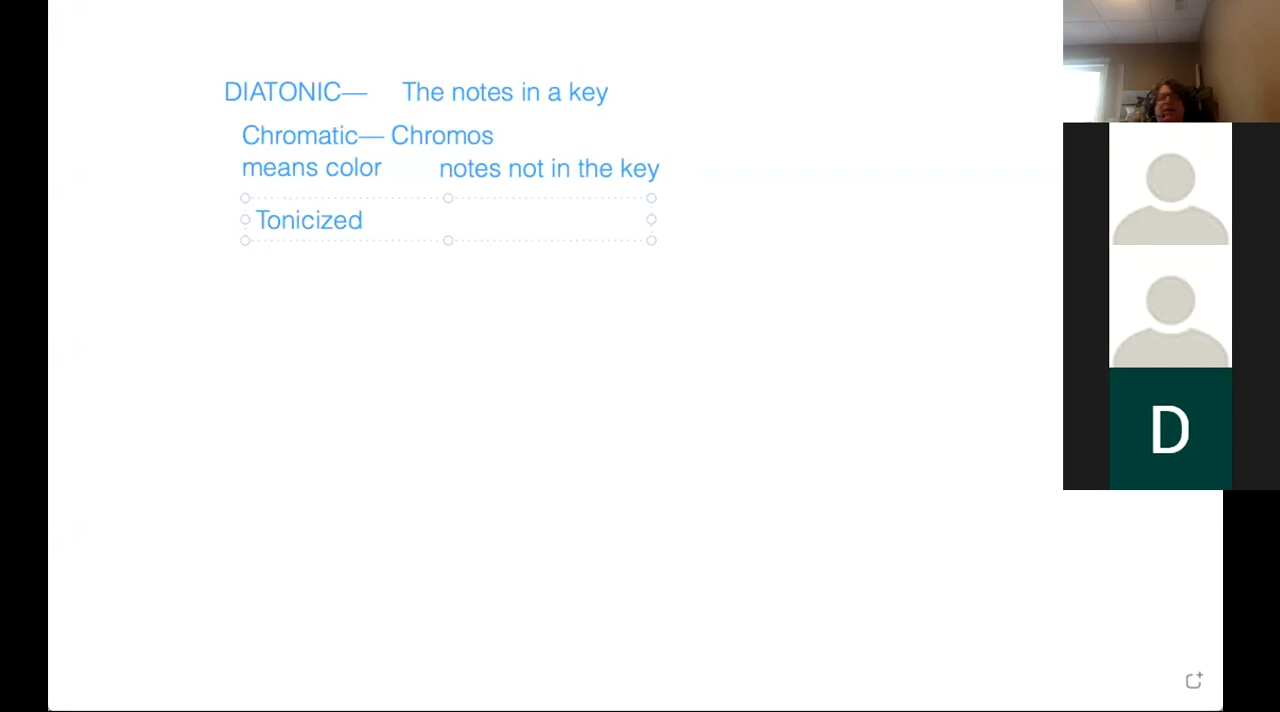 DIATONIC— The notes in a key
Chromatic— Chromos
means color notes not in the key
Tonicized
D